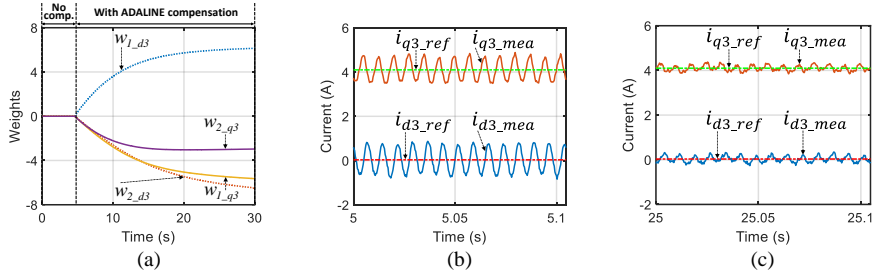 No comp.
With ADALINE compensation
8
4
0
-4
-8
Weights
w1_d3
w2_q3
w2_d3
w1_q3
0
10
20
30
Time (s)
(a)
6
4
2
0
-2
Current (A)
iq3_ref
iq3_mea
id3_ref
id3_mea
5
5.05
5.1
Time (s)
(b)
6
4
2
0
-2
Current (A)
iq3_ref
iq3_mea
id3_ref
id3_mea
25
25.05
25.1
Time (s)
(c)